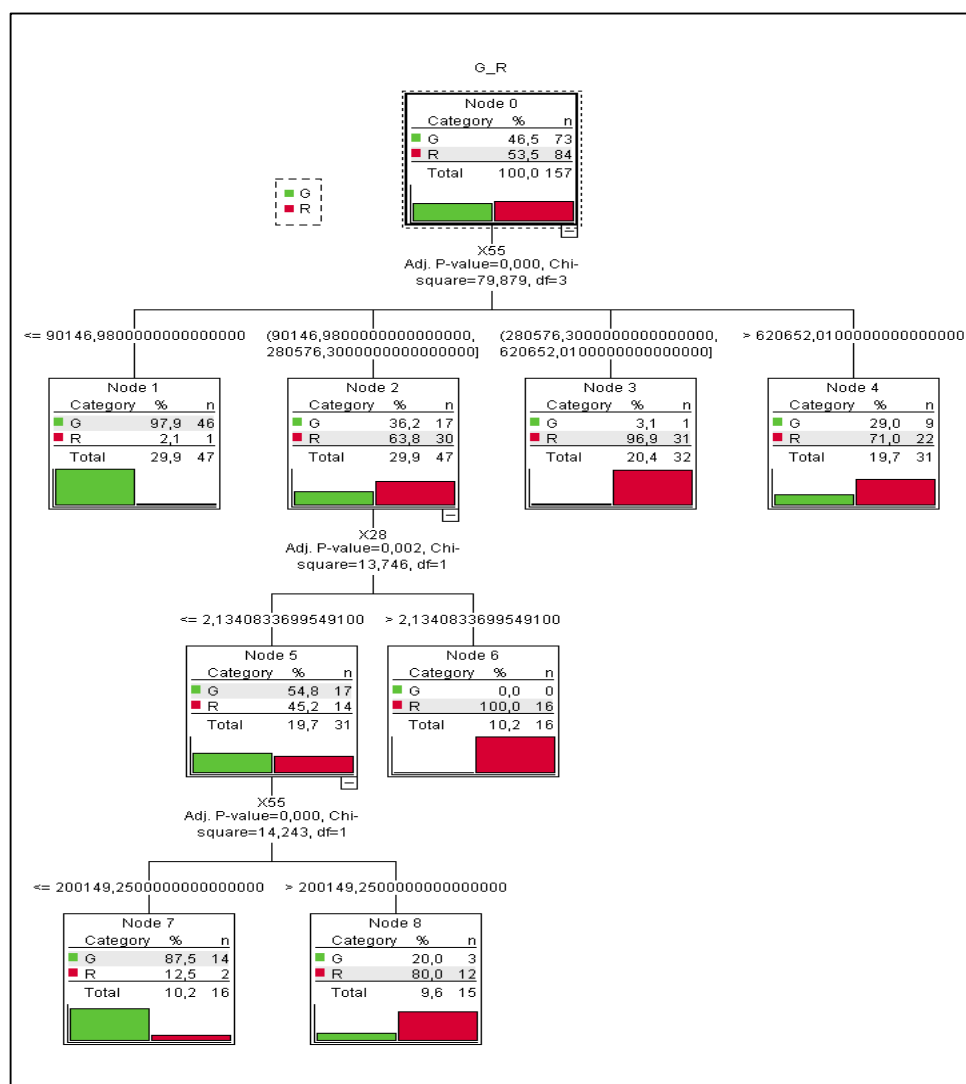 G_R
Node 0
Category % n
G 46,5 73
R 53,5 84
Total 100,0 157
G
R
X55
Adj. P-value=0,000, Chi-
square=79,879, df=3
<= 90146,98000000000000000
(90146,98000000000000000,
280576,3000000000000000]
(280576,3000000000000000,
620652,0100000000000000]
> 620652,0100000000000000
Node 1
Category % n
G 97,9 46
R 2,1 1
Total 29,9 47
Node 2
Category % n
G 36,2 17
R 63,8 30
Total 29,9 47
Node 3
Category % n
G 3,1 1
R 96,9 31
Total 20,4 32
Node 4
Category % n
G 29,0 9
R 71,0 22
Total 19,7 31
X28
Adj. P-value=0,002, Chi-
square=13,746, df=1
<= 2,1340833699549100
> 2,1340833699549100
Node 5
Category % n
G 54,8 17
R 45,2 14
Total 19,7 31
Node 6
Category % n
G 0,0 0
R 100,0 16
Total 10,2 16
X55
Adj. P-value=0,000, Chi-
square=14,243, df=1
<= 200149,2500000000000000
> 200149,2500000000000000
Node 7
Category % n
G 87,5 14
R 12,5 2
Total 10,2 16
Node 8
Category % n
G 20,0 3
R 80,0 12
Total 9,6 15